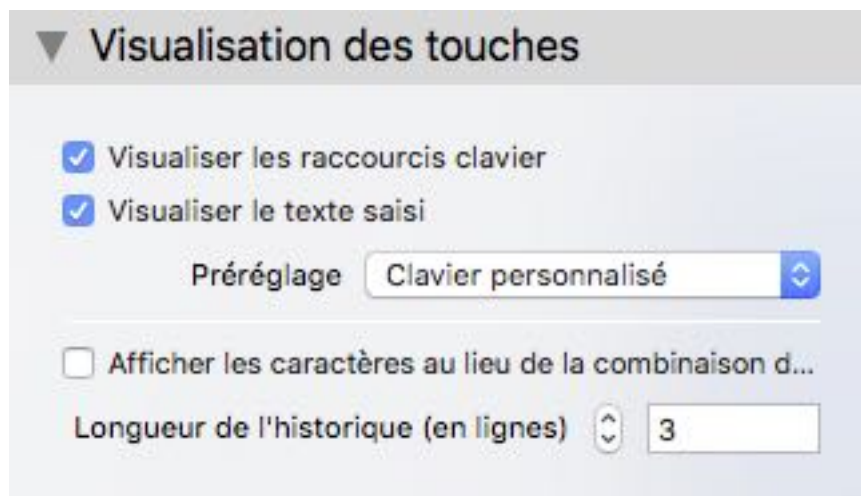 Visualisation des touches
Visualiser les raccourcis clavier
Visualiser le texte saisi
Préréglage Clavier personnalisé
Afficher les caractères au lieu de la combinaison d...
Longueur de l'historique (en lignes) 3